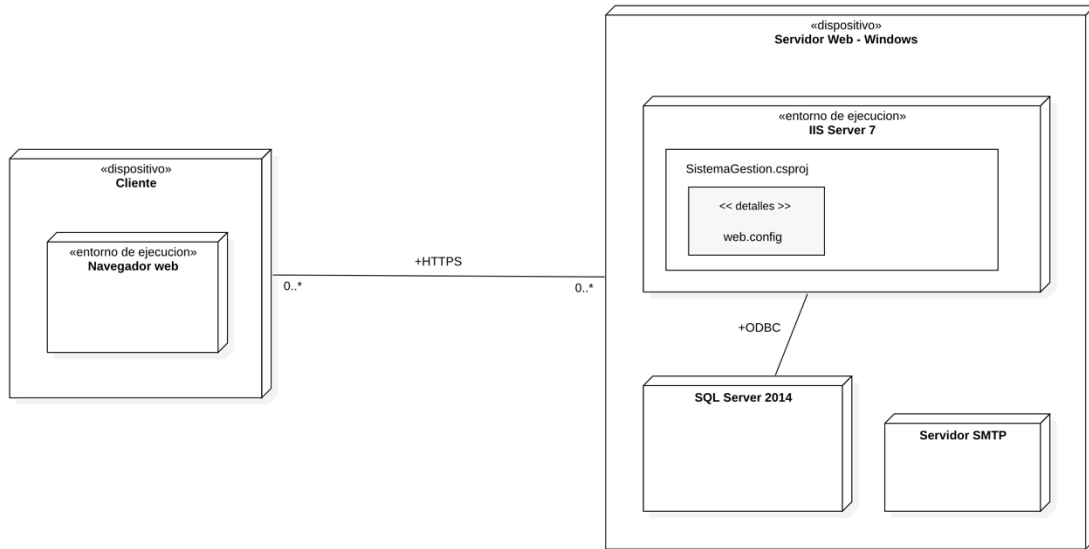 «dispositivo»
Servidor Web - Windows
«entorno de ejecucion»
IIS Server 7
SistemaGestion.csproj
<< detalles >>
web.config
«dispositivo»
Cliente
«entorno de ejecucion»
Navegador web
+HTTPS
0..*
0..*
+ODBC
SQL Server 2014
Servidor SMTP